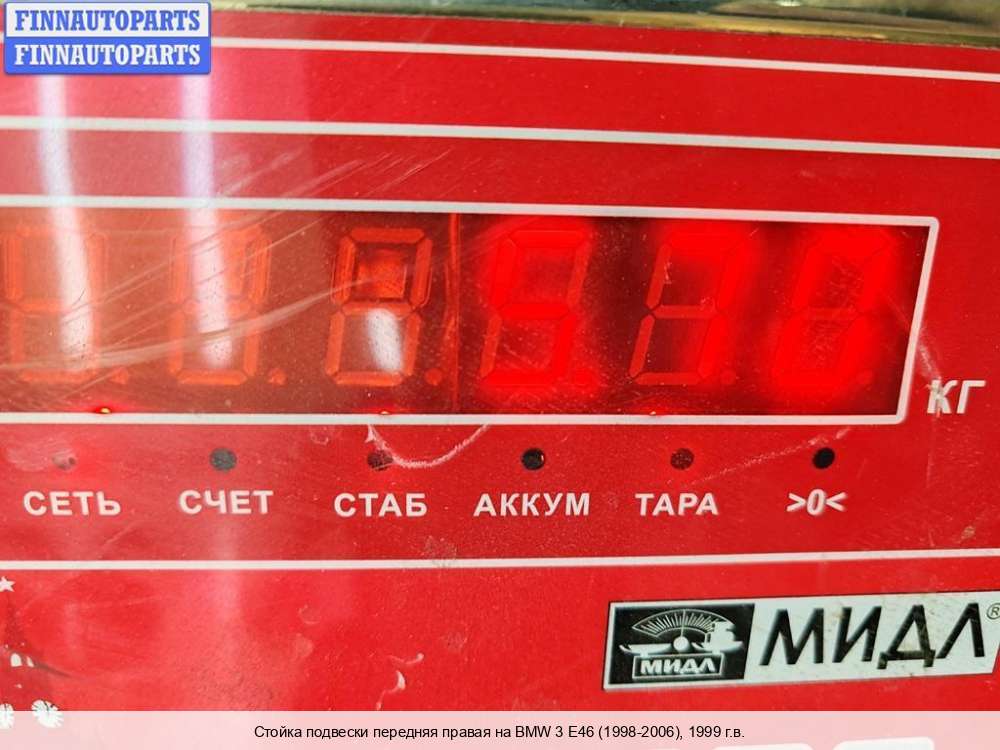 FINNAUTOPARTS
FINNAUTOPARTS
КГ
СЕТЬ СЧЕТ СТАБ АККУМ ТАРА >0<
МИДЛ МИДЛ®
Стойка подвески передняя правая на BMW 3 E46 (1998-2006), 1999 г.в.